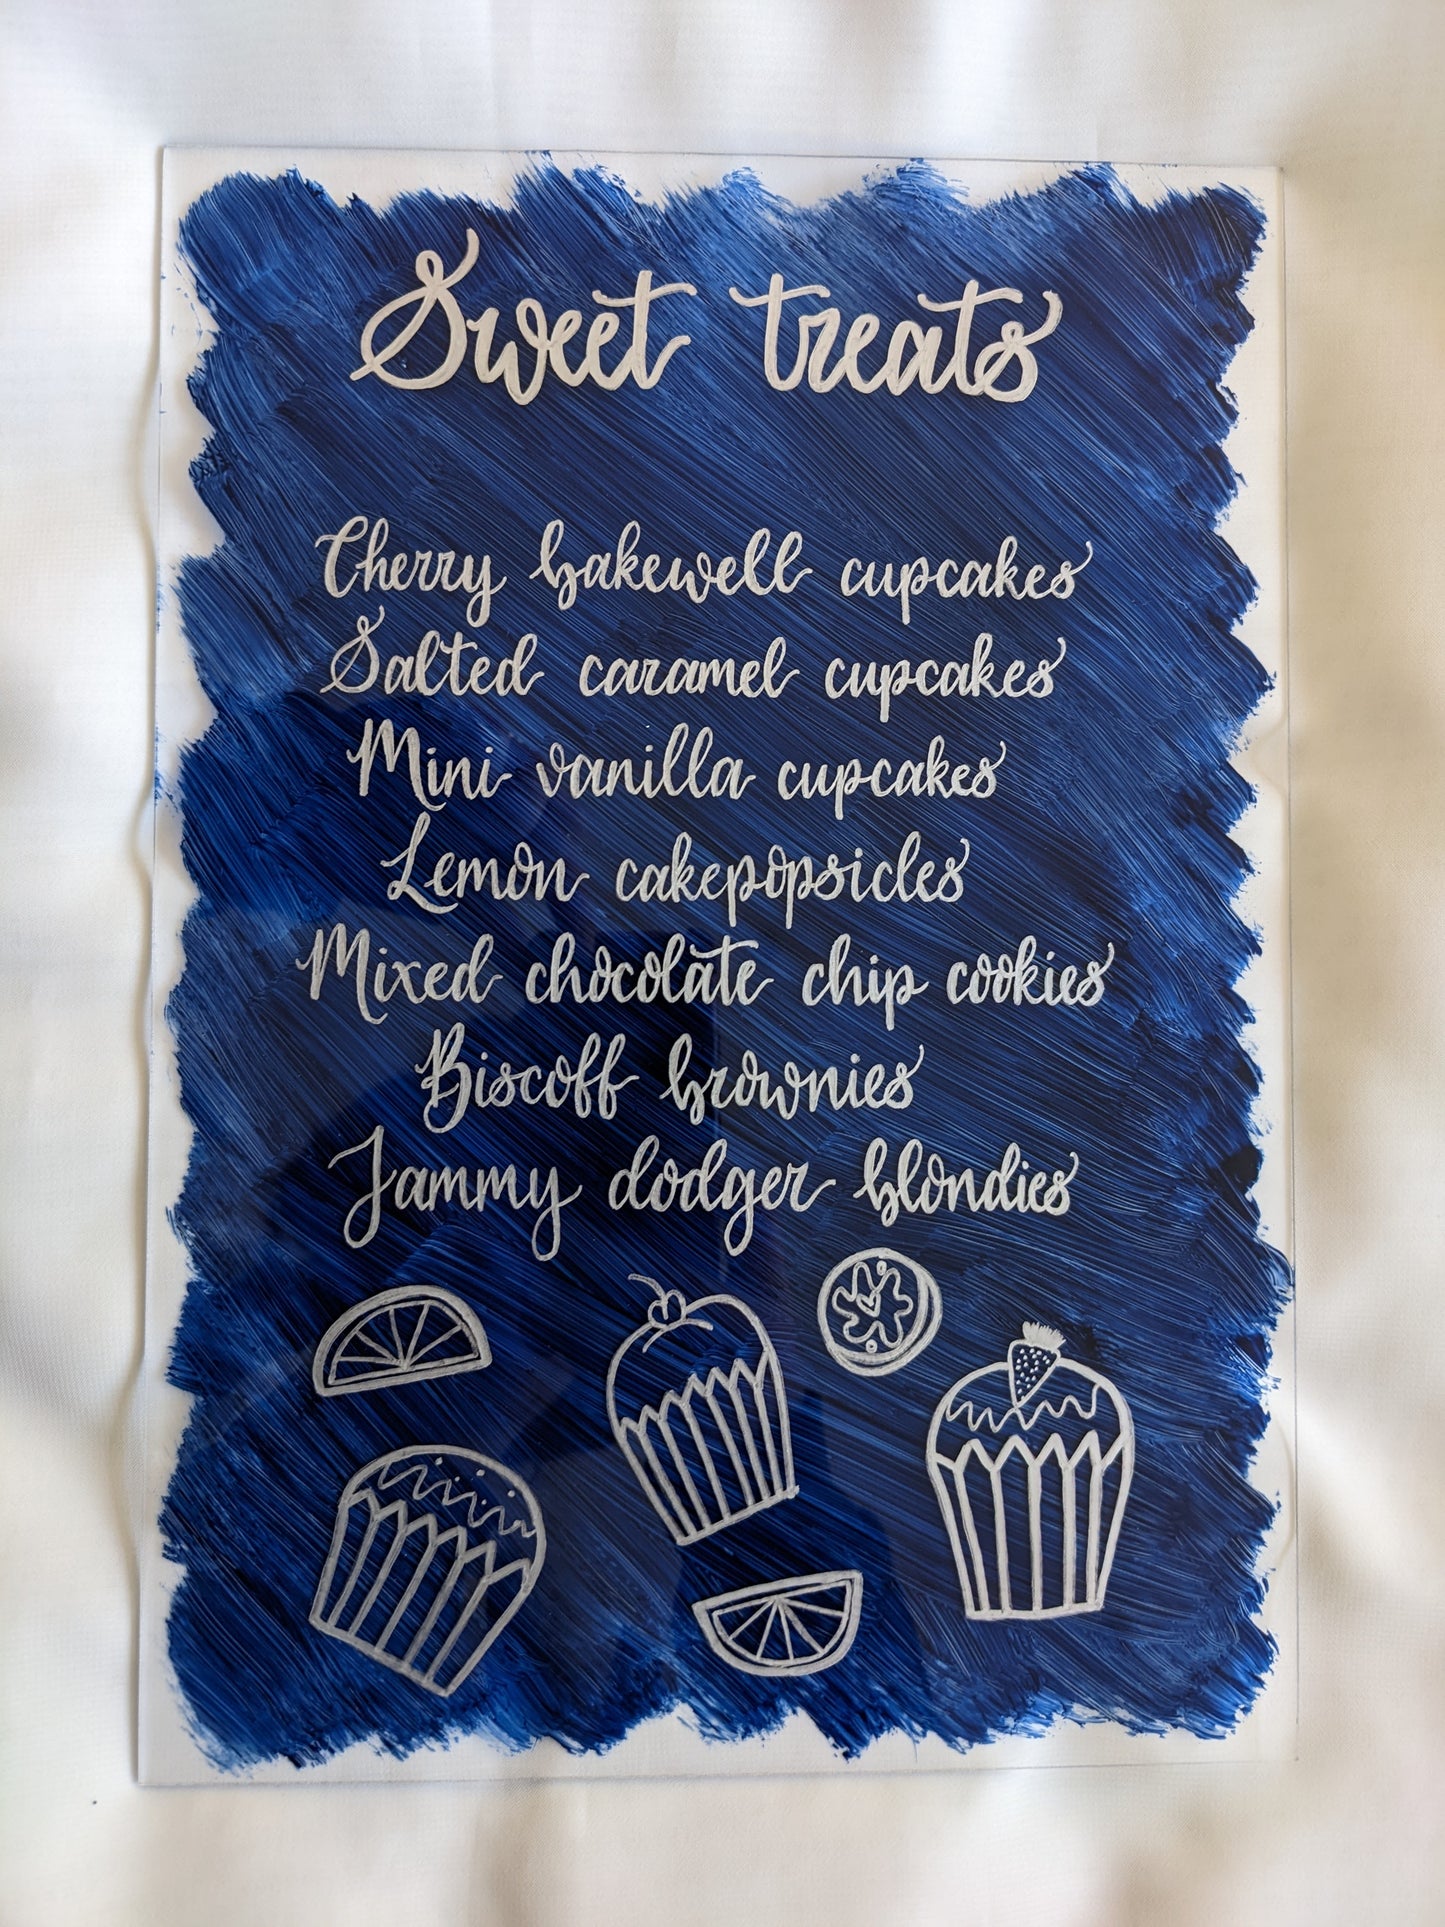 Sweet treats
Cherry bakewell cupcakes
Salted caramel cupcakes
Mini vanilla cupcakes
Lemon cakepopsicles
Mixed chocolate chip cookies
Biscoff brownies
Jammy dodger blondies